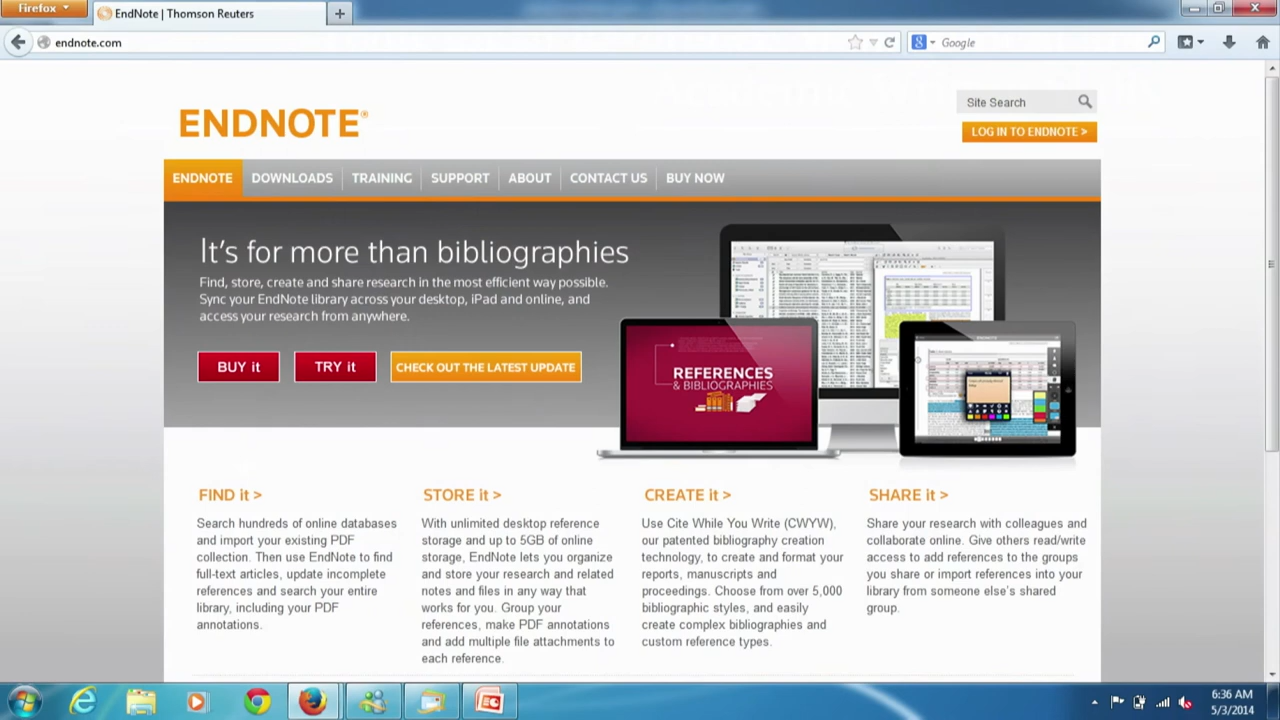 Firefox
EndNote | Thomson Reuters
endnote.com
Google
ENDNOTE®
Site Search
LOG IN TO ENDNOTE >
ENDNOTE DOWNLOADS TRAINING SUPPORT ABOUT CONTACT US BUY NOW
It's for more than bibliographies
Find, store, create and share research in the most efficient way possible.
Sync your EndNote library across your desktop, iPad and online, and
access your research from anywhere.
BUY it
TRY it
CHECK OUT THE LATEST UPDATE
REFERENCES
& BIBLIOGRAPHIES
FIND it >
Search hundreds of online databases
and import your existing PDF
collection. Then use EndNote to find
full-text articles, update incomplete
references and search your entire
library, including your PDF
annotations.
STORE it >
With unlimited desktop reference
storage and up to 5GB of online
storage, EndNote lets you organize
and store your research and related
notes and files in any way that
works for you. Group your
references, make PDF annotations
and add multiple file attachments to
each reference.
CREATE it >
Use Cite While You Write (CWYW),
our patented bibliography creation
technology, to create and format your
reports, manuscripts and
proceedings. Choose from over 5,000
bibliographic styles, and easily
create complex bibliographies and
custom reference types.
SHARE it >
Share your research with colleagues and
collaborate online. Give others read/write
access to add references to the groups
you share or import references into your
library from someone else's shared
group.
6:36 AM
5/3/2014